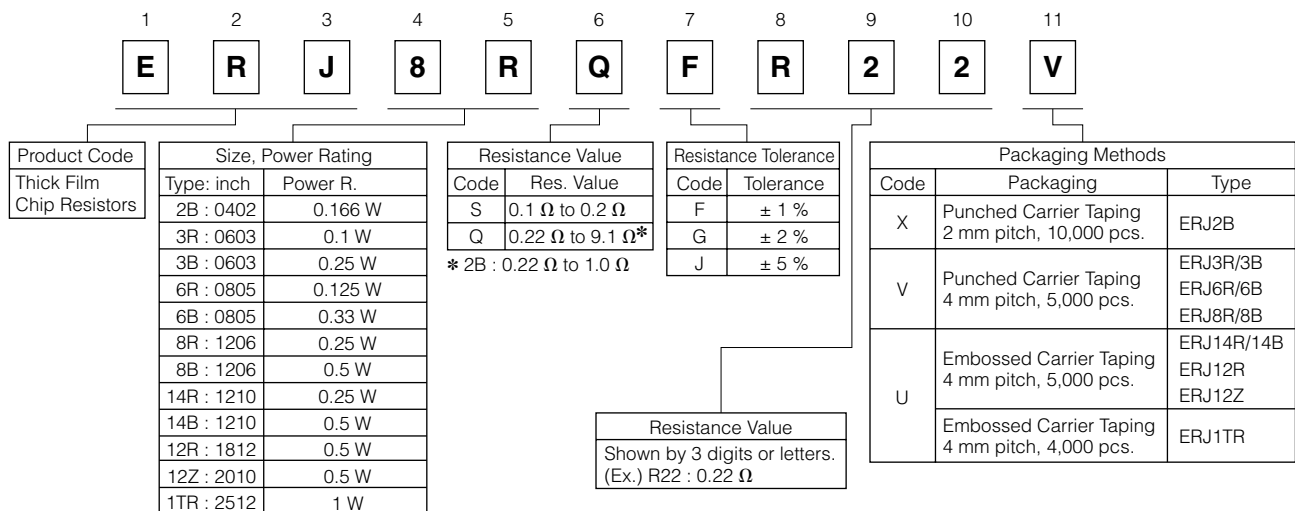 1 2 3 4 5 6 7 8 9 10 11
E R J 8 R Q F R 2 2 V
Product Code
Thick Film
Chip Resistors
Size, Power Rating
Type: inch Power R.
2B : 0402 0.166 W
3R : 0603 0.1 W
3B : 0603 0.25 W
6R : 0805 0.125 W
6B : 0805 0.33 W
8R : 1206 0.25 W
8B : 1206 0.5 W
14R : 1210 0.25 W
14B : 1210 0.5 W
12R : 1812 0.5 W
12Z : 2010 0.5 W
1TR : 2512 1 W
Resistance Value
Code Res. Value
S 0.1 Ω to 0.2 Ω
Q 0.22 Ω to 9.1 Ω*
* 2B : 0.22 Ω to 1.0 Ω
Resistance Tolerance
Code Tolerance
F ± 1 %
G ± 2 %
J ± 5 %
Resistance Value
Shown by 3 digits or letters.
(Ex.) R22 : 0.22 Ω
Packaging Methods
Code Packaging Type
X Punched Carrier Taping
2 mm pitch, 10,000 pcs. ERJ2B
V Punched Carrier Taping
4 mm pitch, 5,000 pcs.
ERJ3R/3B
ERJ6R/6B
ERJ8R/8B
U Embossed Carrier Taping
4 mm pitch, 5,000 pcs.
ERJ14R/14B
ERJ12R
ERJ12Z
Embossed Carrier Taping
4 mm pitch, 4,000 pcs. ERJ1TR